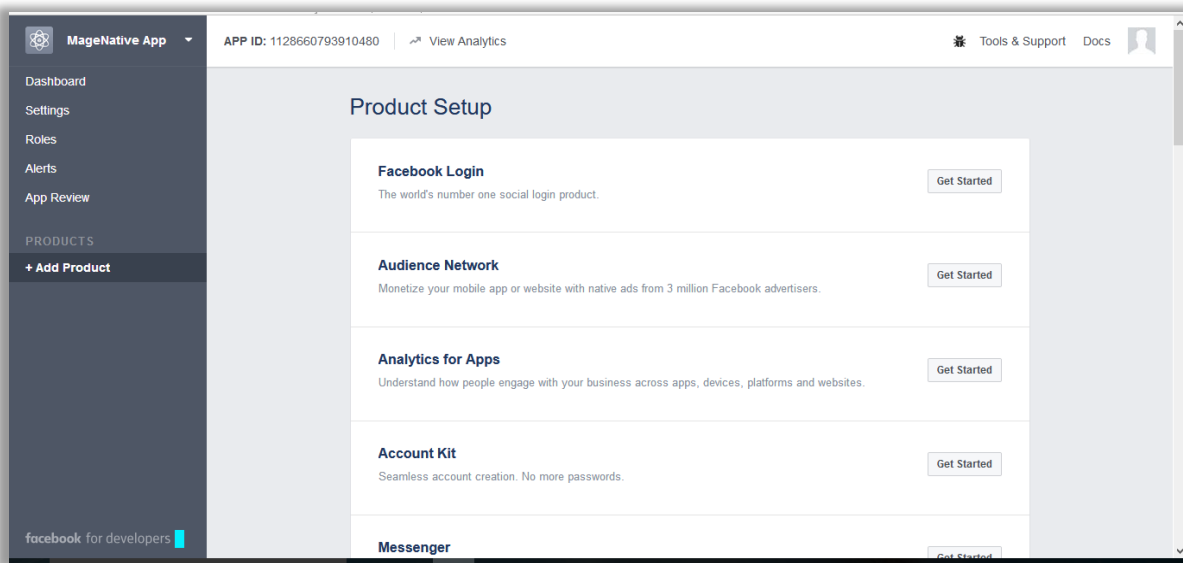 MageNative App
APP ID: 1128660793910480
View Analytics
Tools & Support
Docs
Dashboard
Settings
Roles
Alerts
App Review
PRODUCTS
+ Add Product
facebook for developers
Product Setup
Facebook Login
The world's number one social login product.
Get Started
Audience Network
Monetize your mobile app or website with native ads from 3 million Facebook advertisers.
Get Started
Analytics for Apps
Understand how people engage with your business across apps, devices, platforms and websites.
Get Started
Account Kit
Seamless account creation. No more passwords.
Get Started
Messenger
Get Started